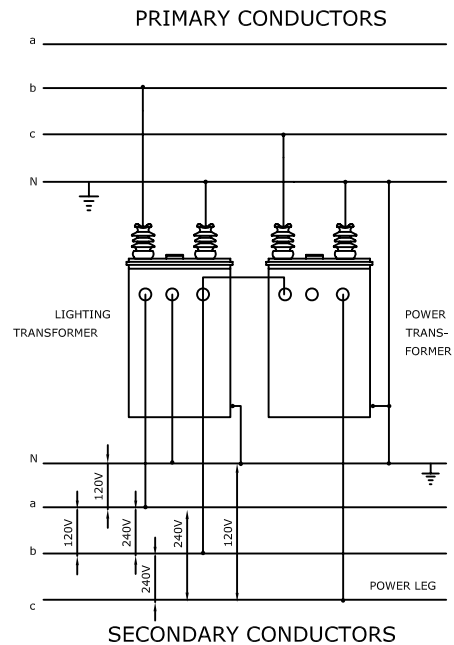 PRIMARY CONDUCTORS
a
b
c
N
LIGHTING
TRANSFORMER
POWER
TRANS-
FORMER
N
120V
a
120V
240V
240V
120V
b
240V
POWER LEG
c
SECONDARY CONDUCTORS